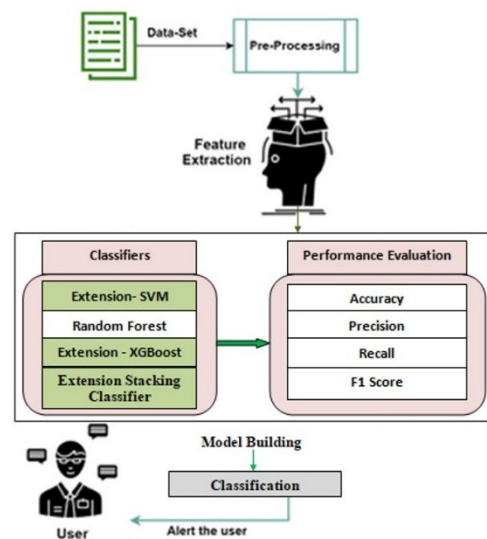 Data-Set
Pre-Processing
Feature
Extraction
Classifiers
Extension- SVM
Random Forest
Extension - XGBoost
Extension Stacking
Classifier
Performance Evaluation
Accuracy
Precision
Recall
F1 Score
Model Building
Classification
Alert the user
User